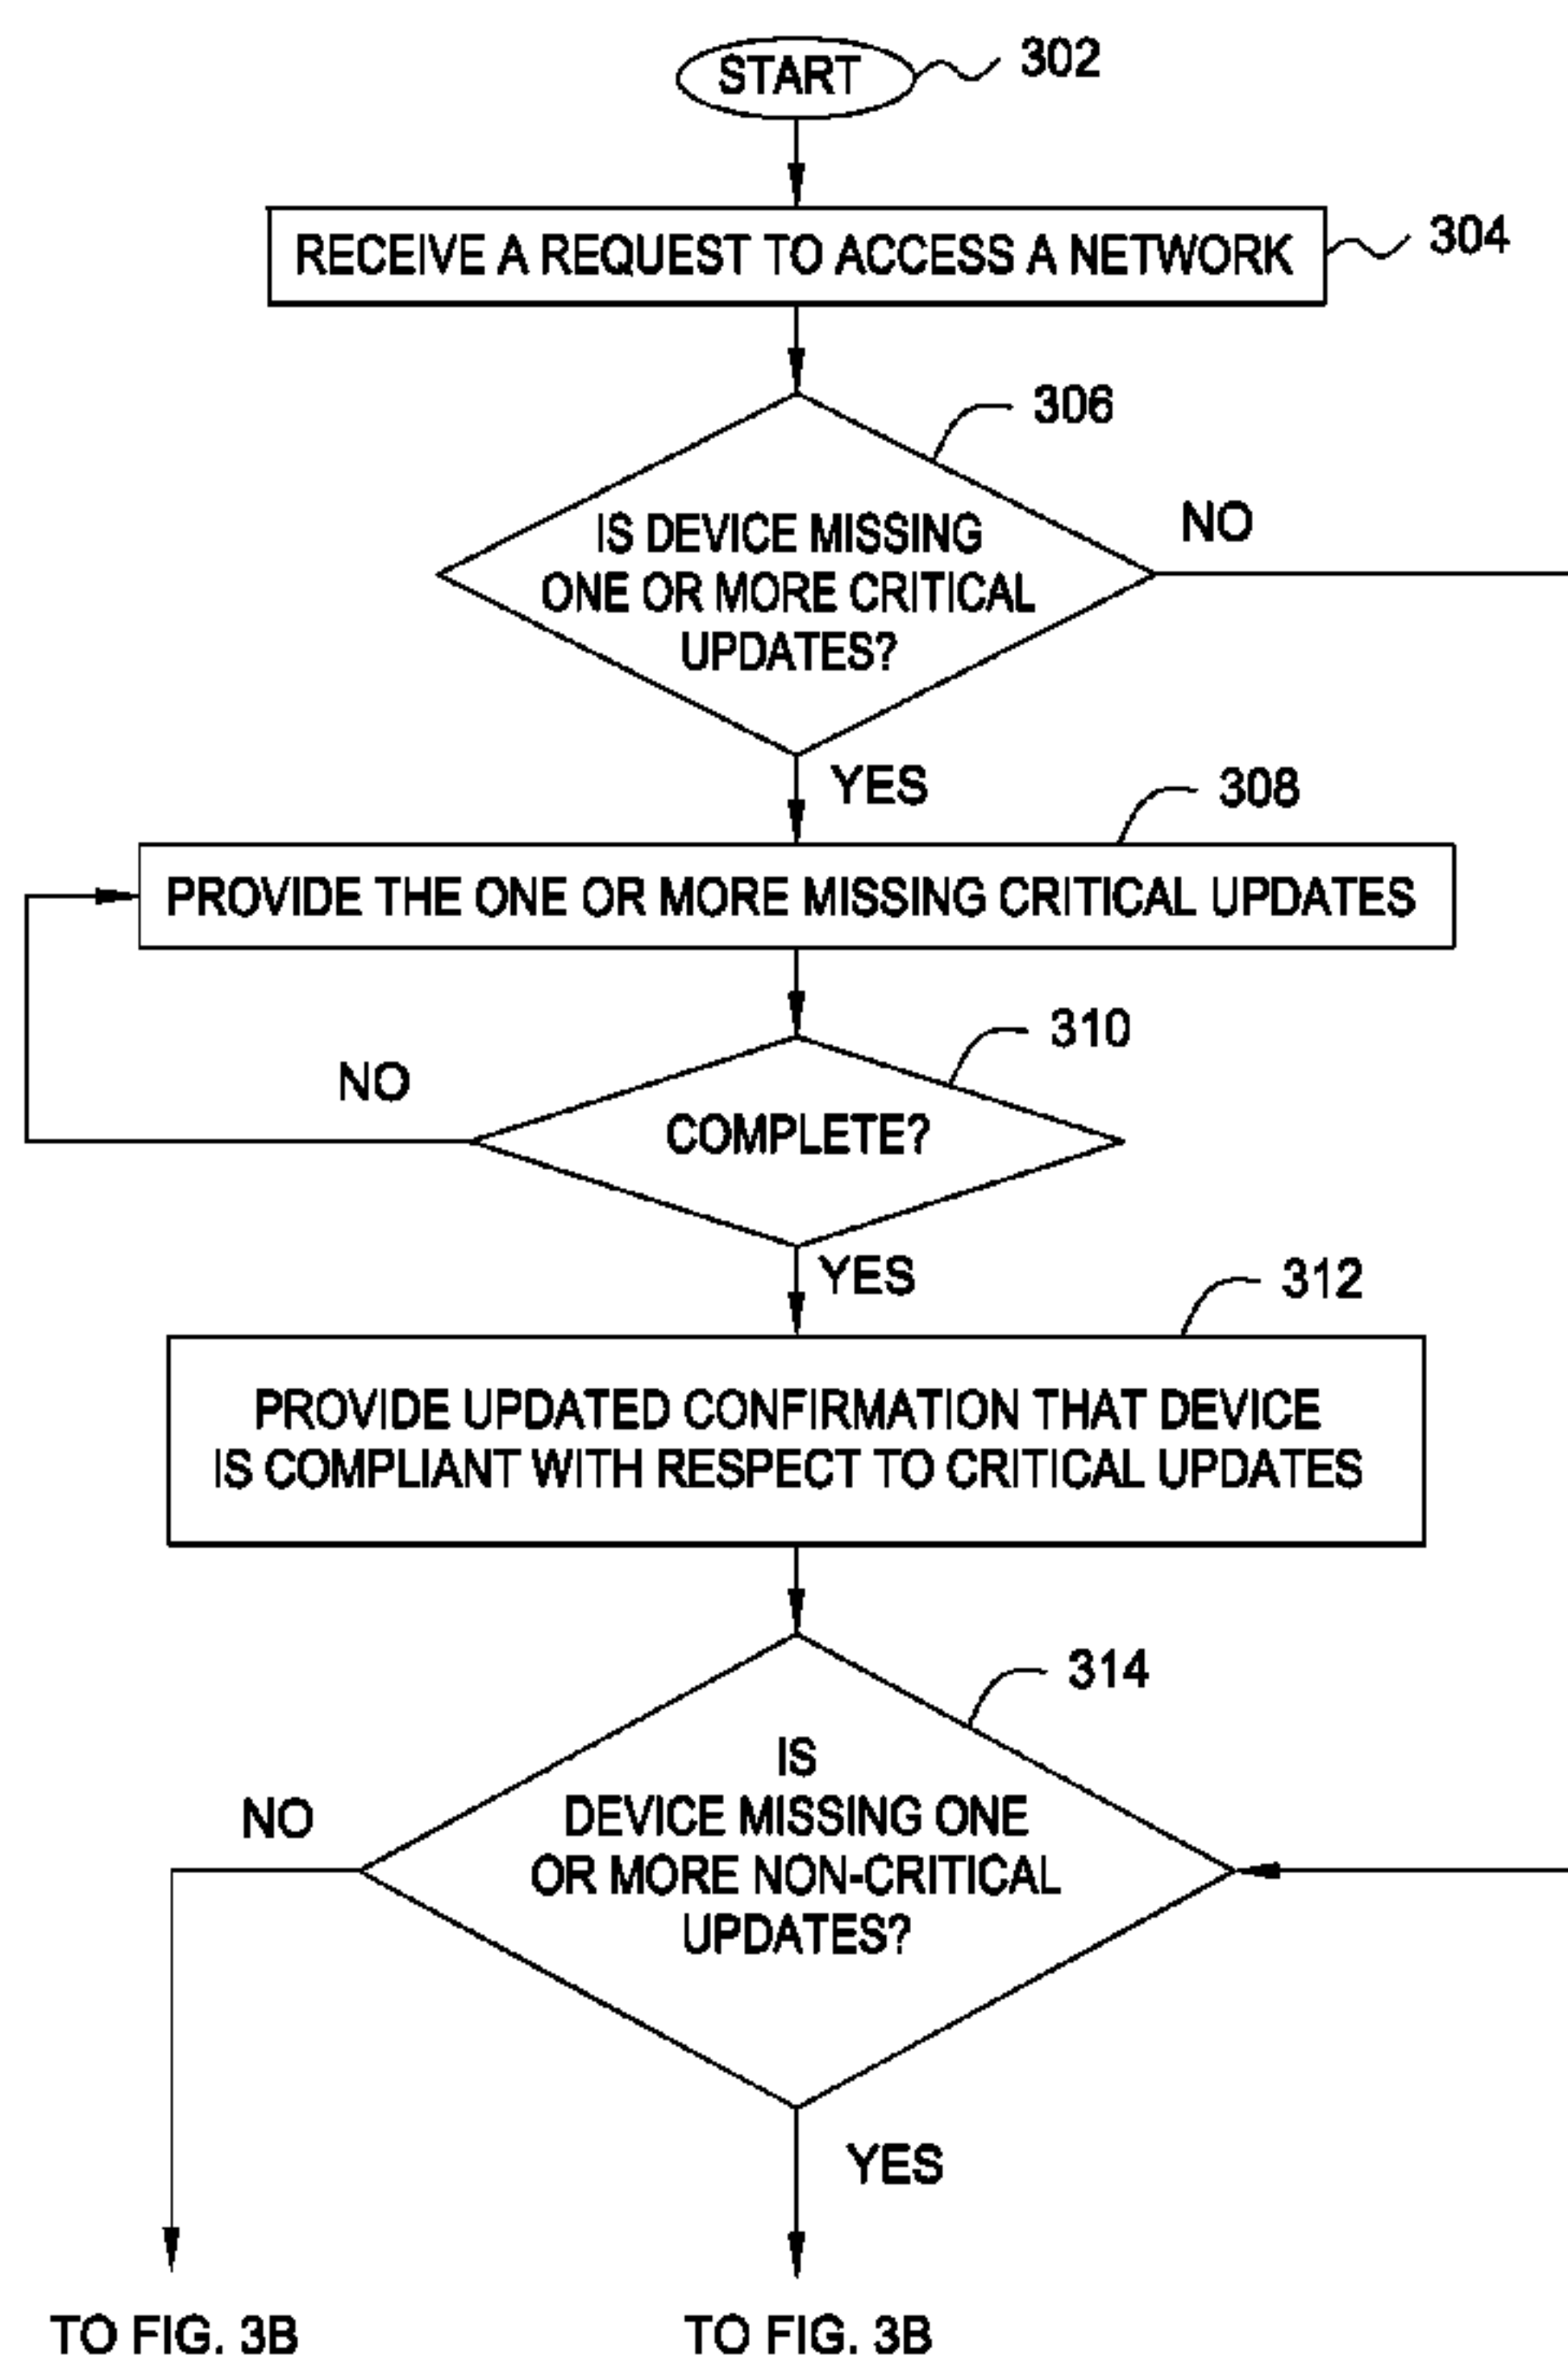 START
302
RECEIVE A REQUEST TO ACCESS A NETWORK
304
306
IS DEVICE MISSING
ONE OR MORE CRITICAL
UPDATES?
NO
YES
308
PROVIDE THE ONE OR MORE MISSING CRITICAL UPDATES
310
NO
COMPLETE?
YES
312
PROVIDE UPDATED CONFIRMATION THAT DEVICE
IS COMPLIANT WITH RESPECT TO CRITICAL UPDATES
314
IS
DEVICE MISSING ONE
OR MORE NON-CRITICAL
UPDATES?
NO
YES
TO FIG. 3B
TO FIG. 3B